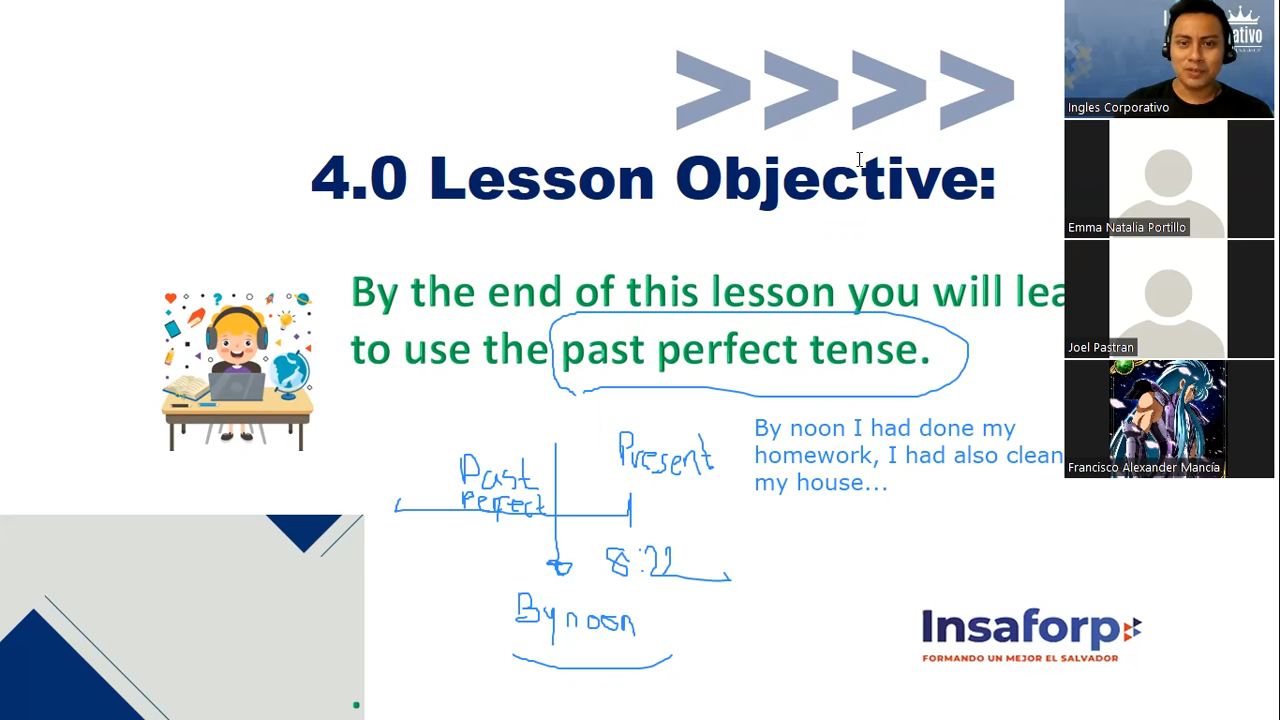 >>>>
4.0 Lesson Objective:
By the end of this lesson you will lea
to use the past perfect tense.
By noon I had done my
homework, I had also clean
my house...
Past
Perfect
Present
8:22
By noon
Insaforp
FORMANDO UN MEJOR EL SALVADOR
ativo
Ingles Corporativo
Emma Natalia Portillo
Joel Pastran
Francisco Alexander Mancía